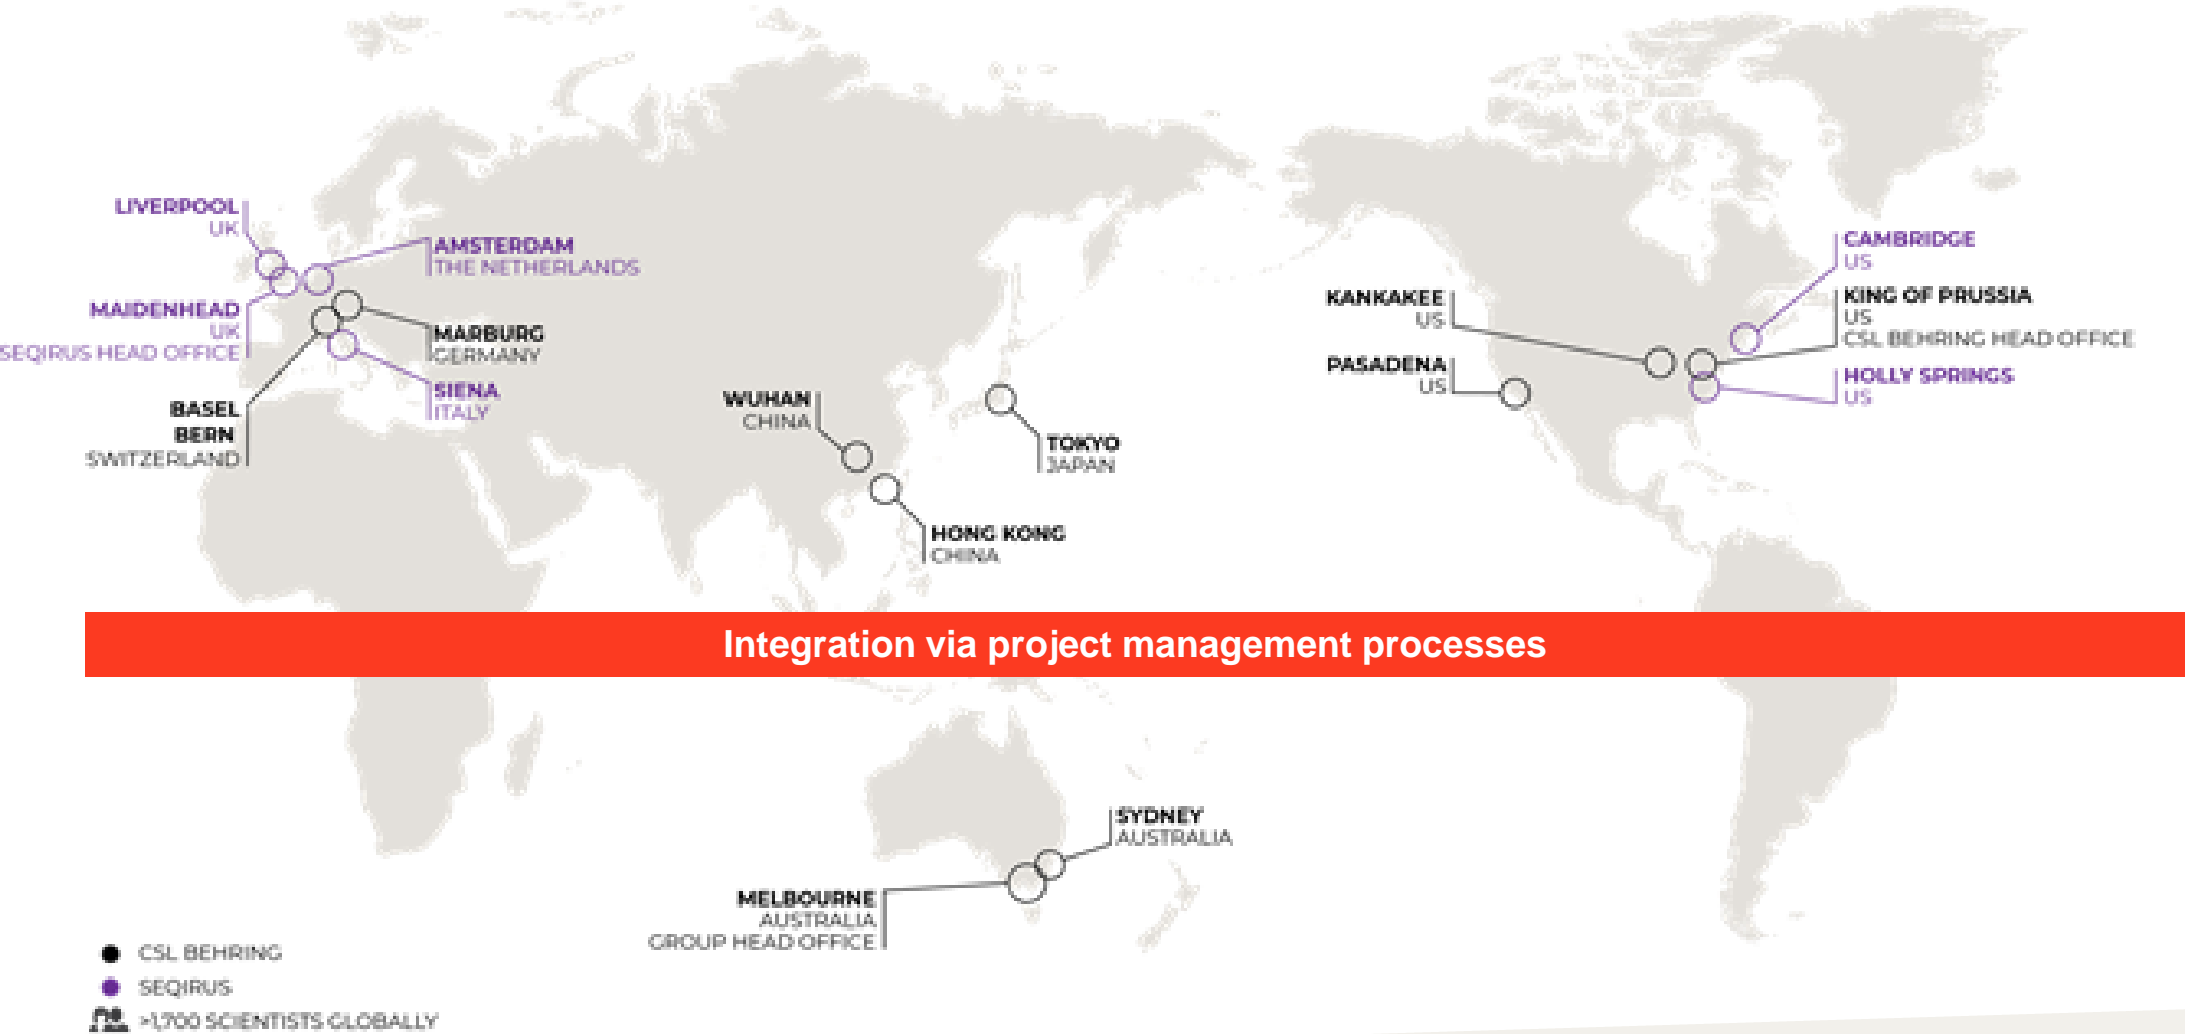 LIVERPOOL
UK
AMSTERDAM
THE NETHERLANDS
MAIDENHEAD
UK
SEQIRUS HEAD OFFICE
MARBURG
GERMANY
SIENA
ITALY
BASEL
BERN
SWITZERLAND
WUHAN
CHINA
TOKYO
JAPAN
HONG KONG
CHINA
KANKAKEE
US
PASADENA
US
CAMBRIDGE
US
KING OF PRUSSIA
US
CSL BEHRING HEAD OFFICE
HOLLY SPRINGS
US
Integration via project management processes
SYDNEY
AUSTRALIA
MELBOURNE
AUSTRALIA
GROUP HEAD OFFICE
CSL BEHRING
SEQIRUS
>1,700 SCIENTISTS GLOBALLY